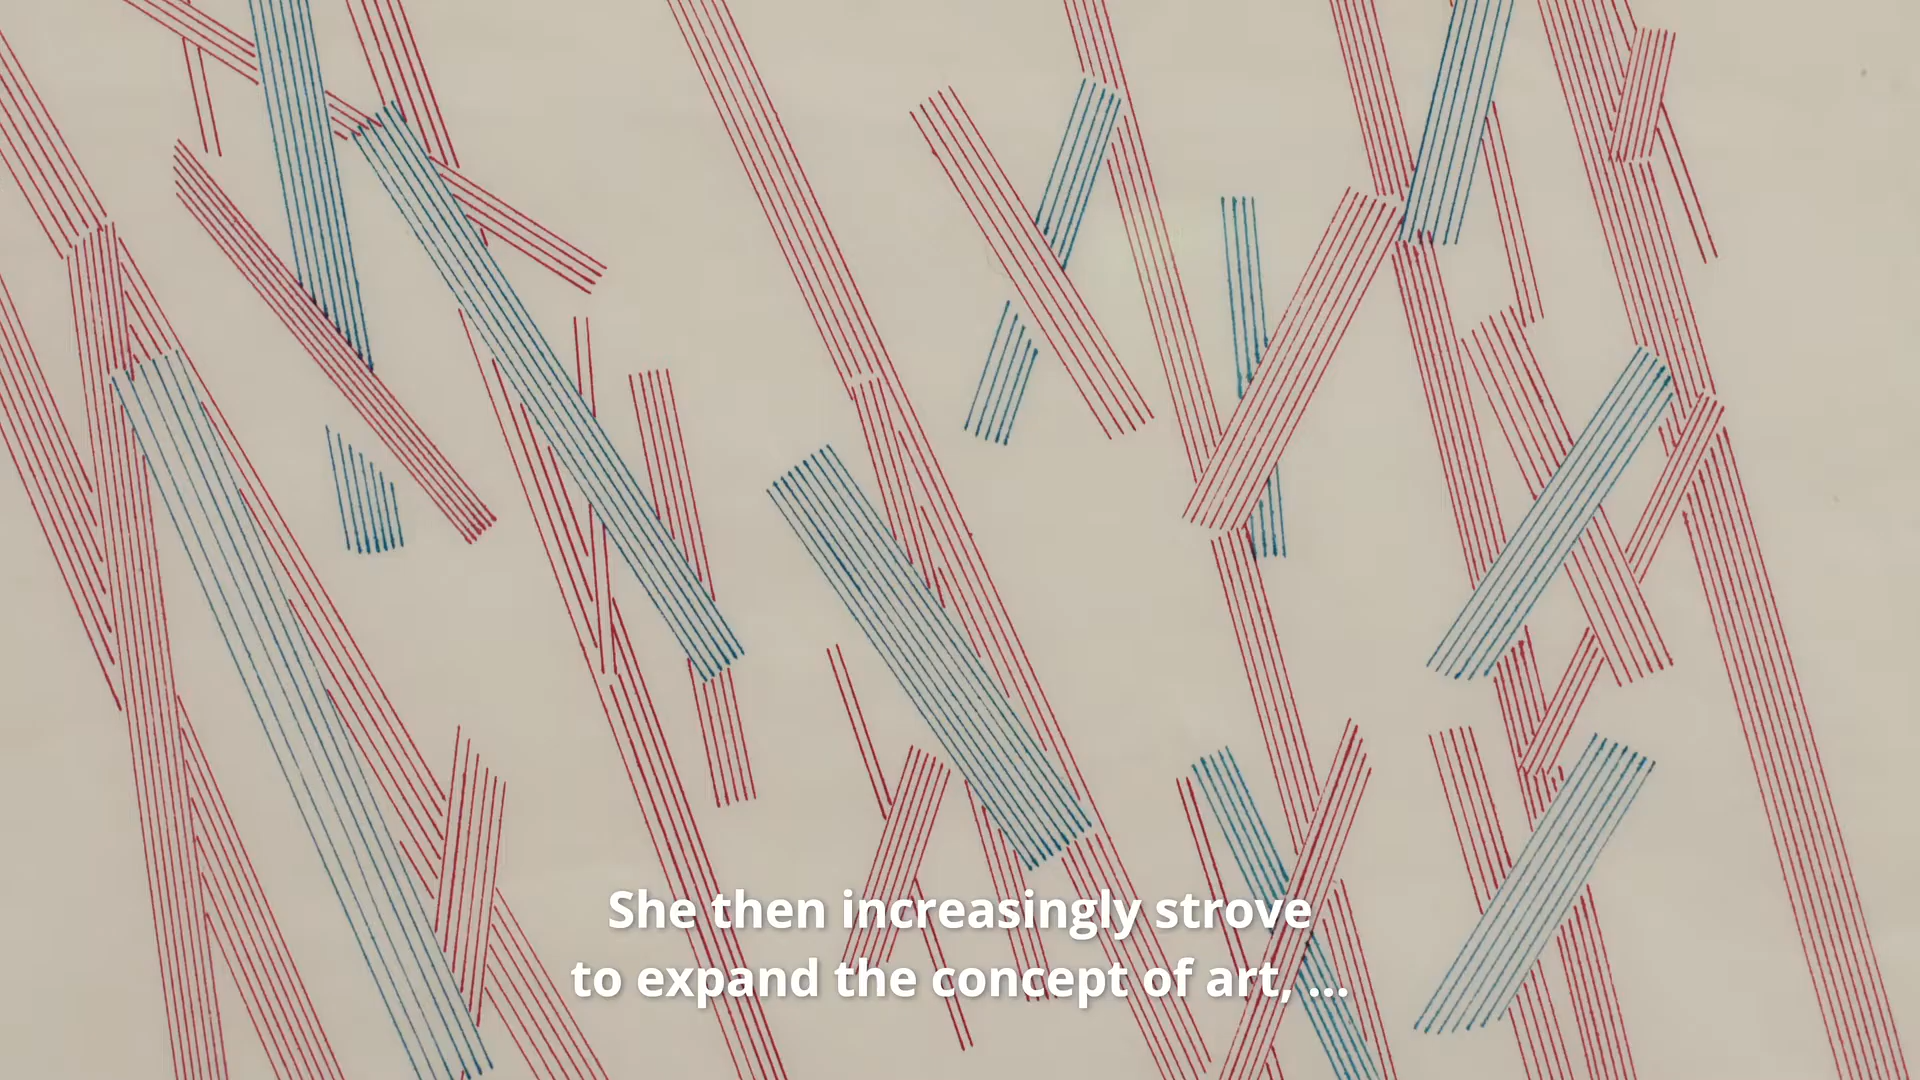 She then increasingly strove
to expand the concept of art, ...